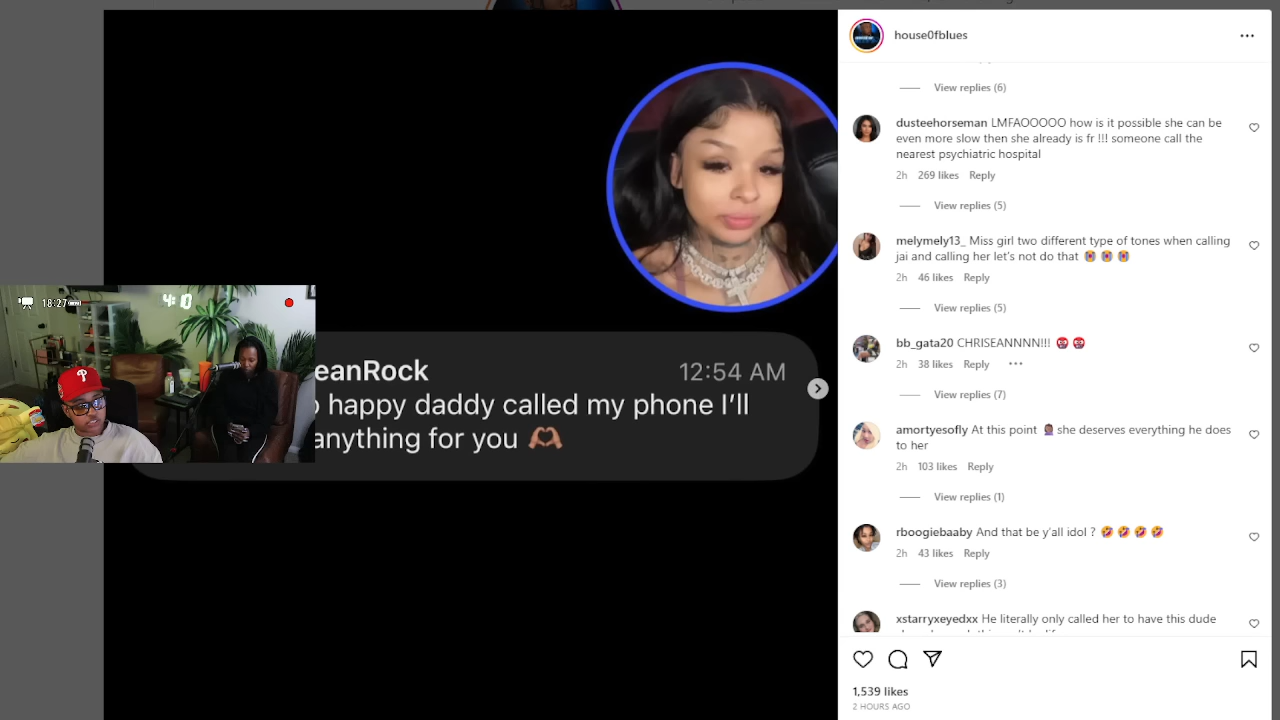 house0fblues
View replies (6)
dusteehorseman LMFAOOOOO how is it possible she can be
even more slow then she already is fr !!! someone call the
nearest psychiatric hospital
2h 269 likes Reply
View replies (5)
melymely13_ Miss girl two different type of tones when calling
jai and calling her let's not do that
2h 46 likes Reply
View replies (5)
bb_gata20 CHRISEANNNN!!!
2h 38 likes Reply
View replies (7)
amortyesofly At this point 🤦🏽‍♀️ she deserves everything he does
to her
2h 103 likes Reply
View replies (1)
rboogiebaaby And that be y'all idol ? 🤣🤣🤣🤣
2h 43 likes Reply
View replies (3)
xstarryxeyedxx He literally only called her to have this dude
1,539 likes
2 HOURS AGO
eanRock 12:54 AM
happy daddy called my phone I'll
anything for you 🫶🏽
18:27
P